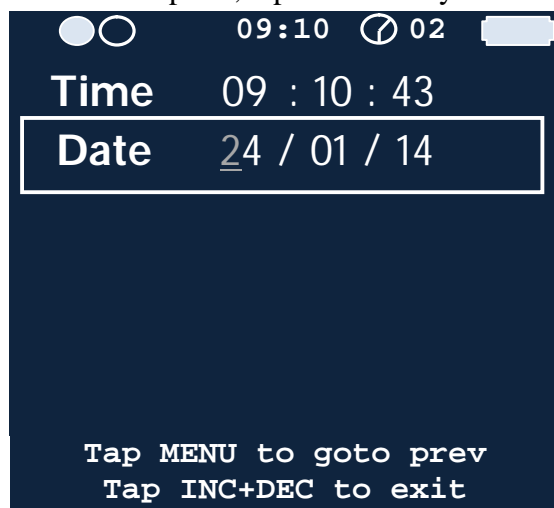 09:10 02
Time 09 : 10 : 43
Date 24 / 01 / 14
Tap MENU to goto prev
Tap INC+DEC to exit